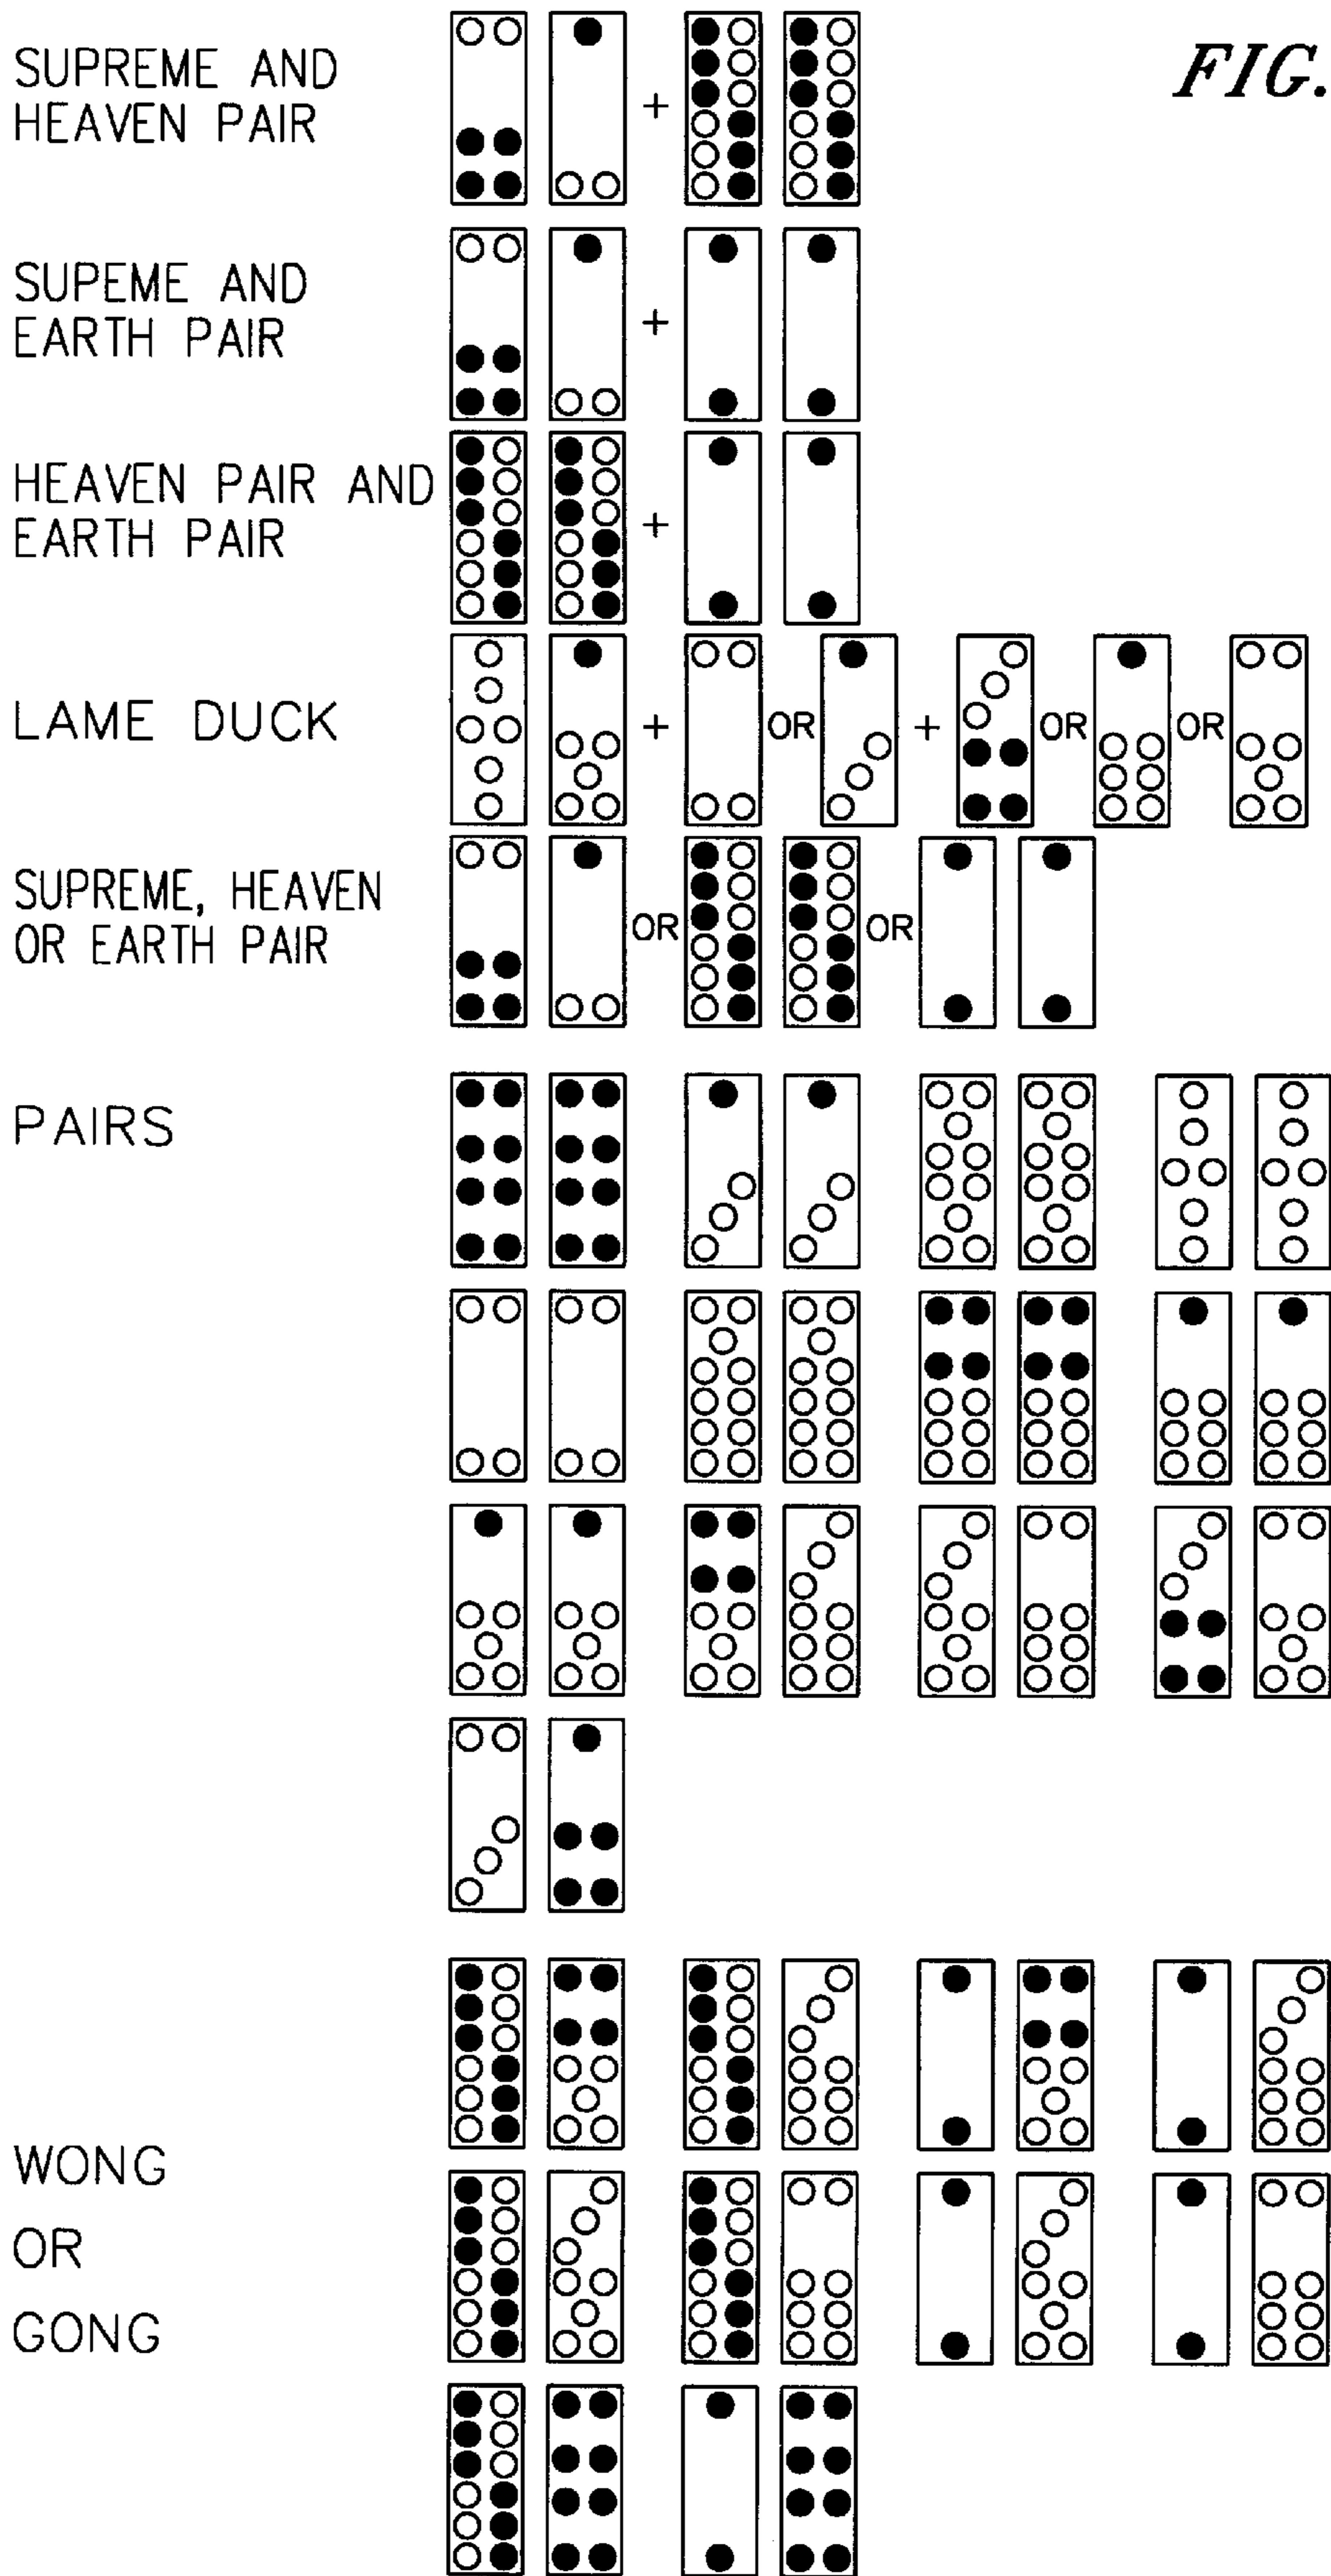 FIG.
SUPREME AND
HEAVEN PAIR
+
SUPEME AND
EARTH PAIR
+
HEAVEN PAIR AND
EARTH PAIR
+
LAME DUCK + OR + OR OR
SUPREME, HEAVEN
OR EARTH PAIR
OR OR
PAIRS
WONG
OR
GONG